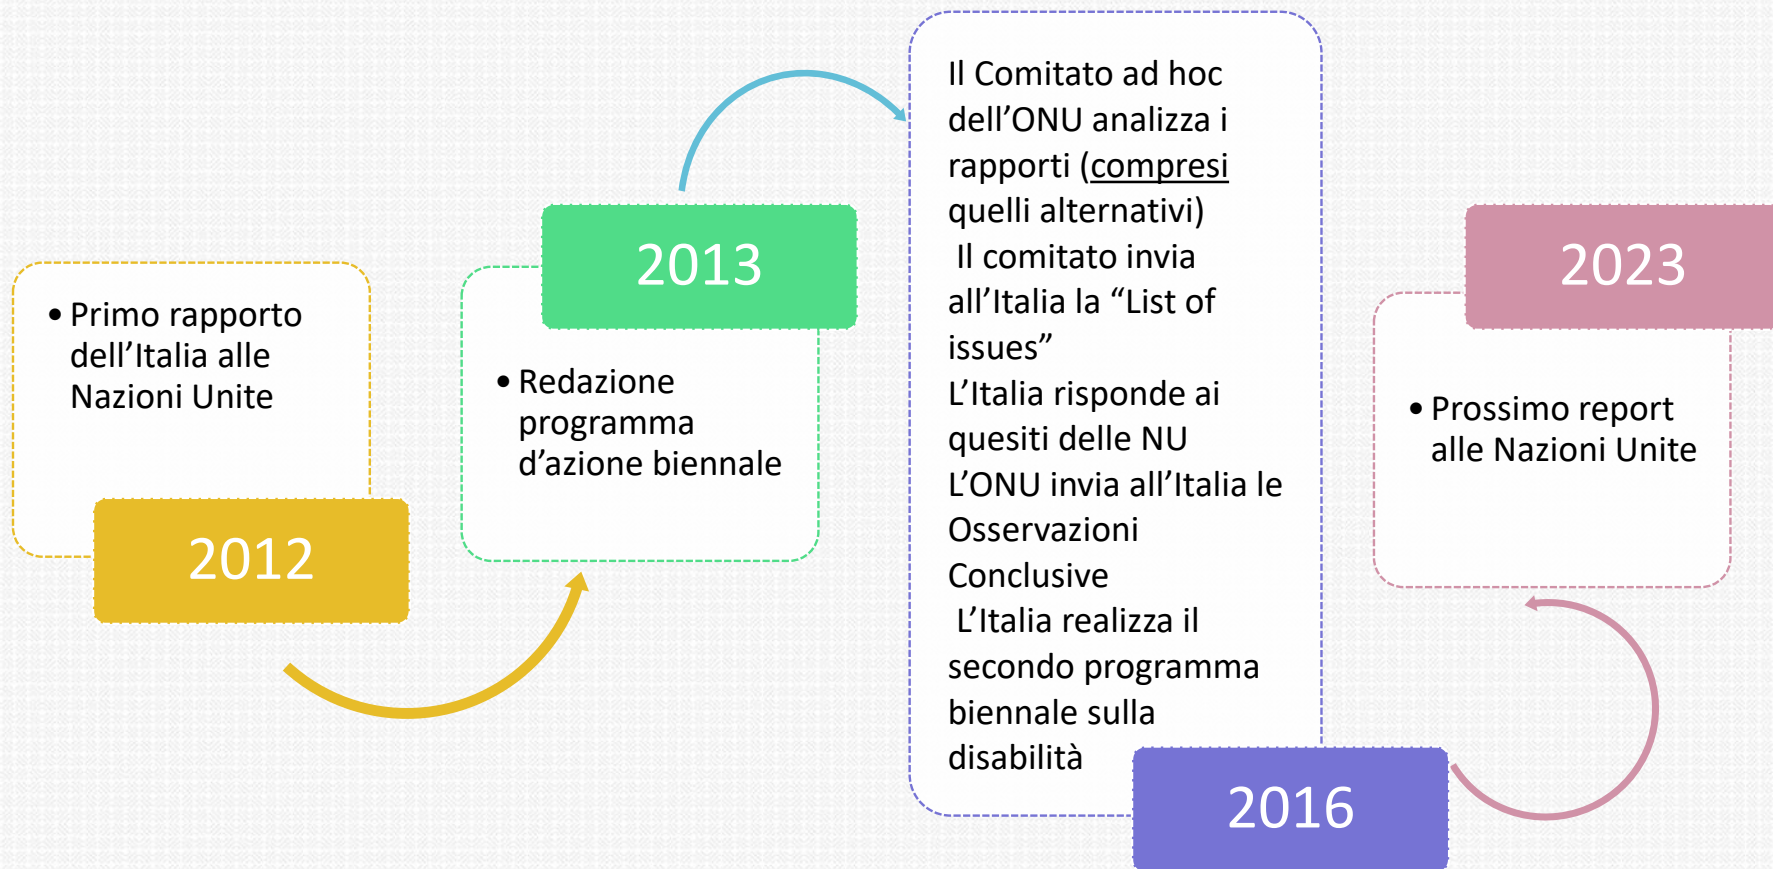 • Primo rapporto
dell’Italia alle
Nazioni Unite
2012
2013
• Redazione
programma
d’azione biennale
Il Comitato ad hoc
dell’ONU analizza i
rapporti (compresi
quelli alternativi)
Il comitato invia
all’Italia la “List of
issues”
L’Italia risponde ai
quesiti delle NU
L’ONU invia all’Italia le
Osservazioni
Conclusive
L’Italia realizza il
secondo programma
biennale sulla
disabilità
2016
2023
• Prossimo report
alle Nazioni Unite